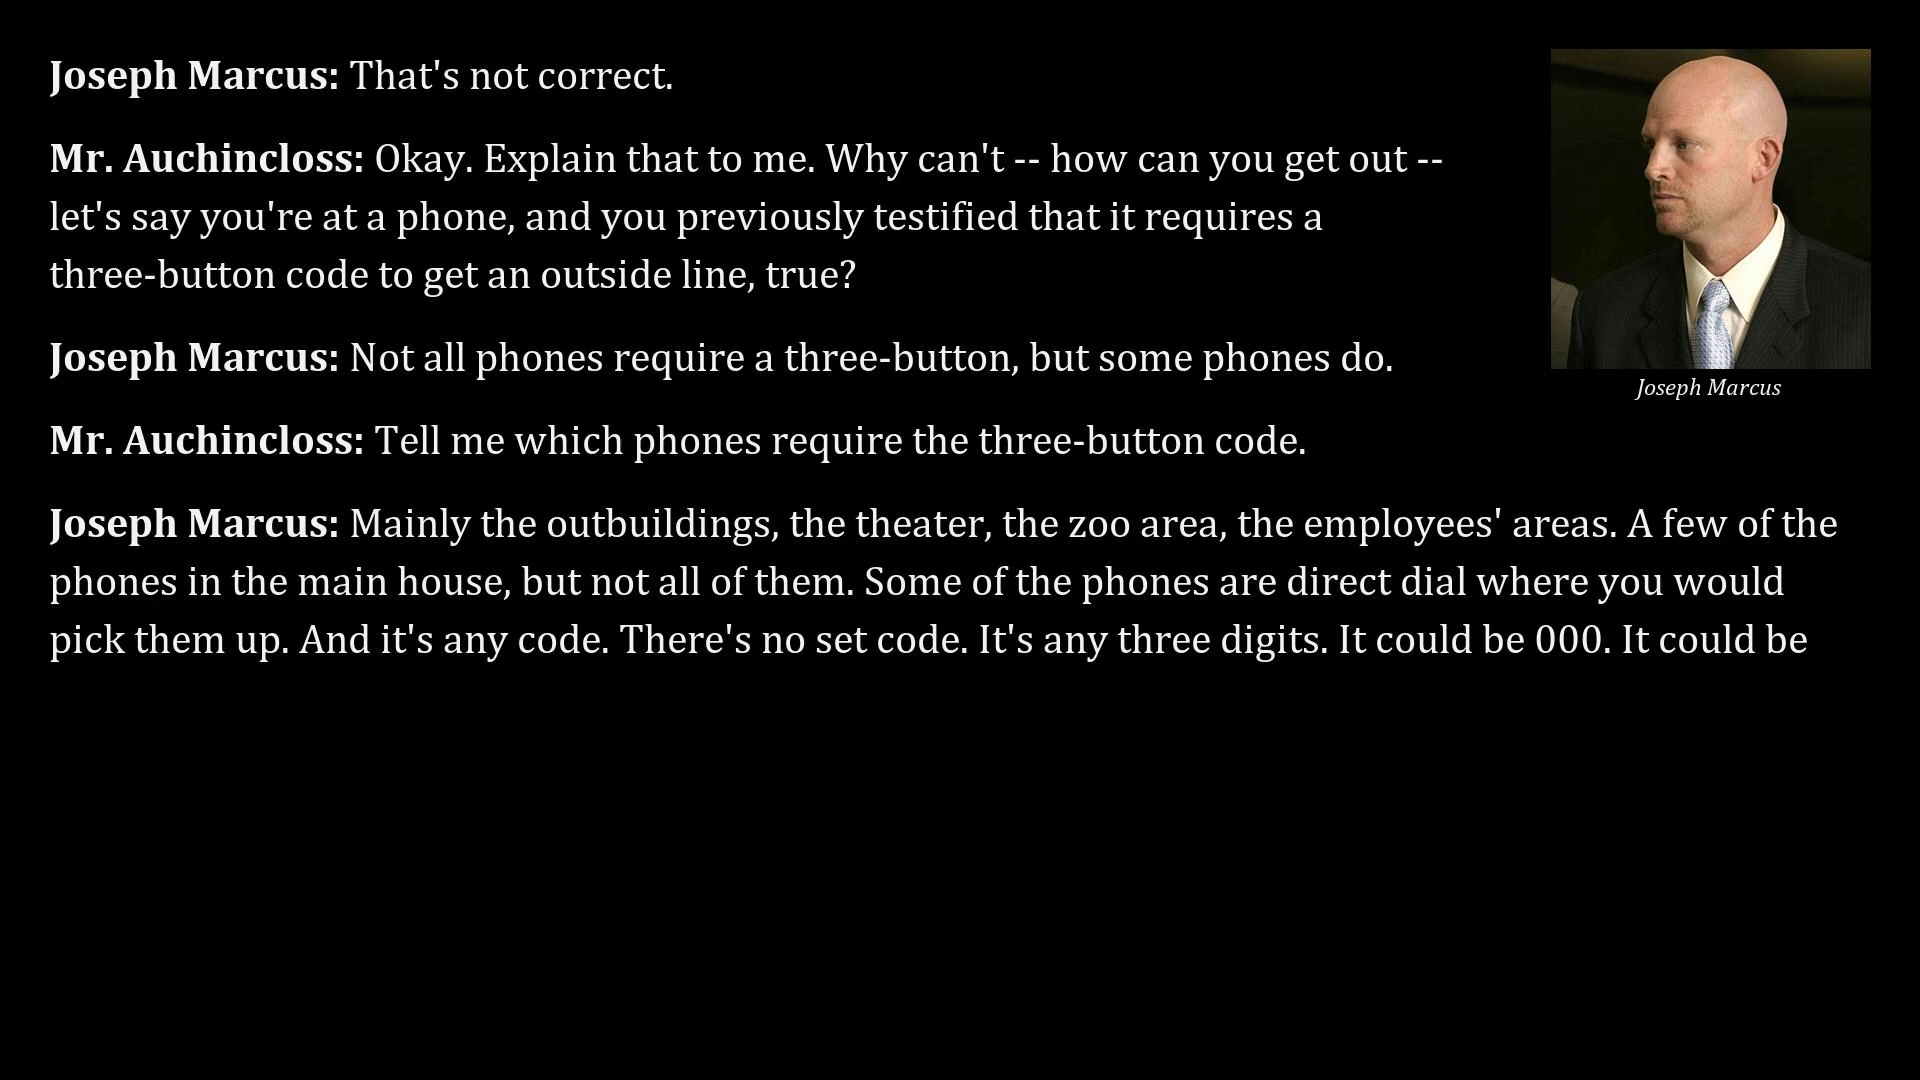 Joseph Marcus: That's not correct.
Mr. Auchincloss: Okay. Explain that to me. Why can't -- how can you get out --
let's say you're at a phone, and you previously testified that it requires a
three-button code to get an outside line, true?
Joseph Marcus: Not all phones require a three-button, but some phones do.
Joseph Marcus
Mr. Auchincloss: Tell me which phones require the three-button code.
Joseph Marcus: Mainly the outbuildings, the theater, the zoo area, the employees' areas. A few of the
phones in the main house, but not all of them. Some of the phones are direct dial where you would
pick them up. And it's any code. There's no set code. It's any three digits. It could be 000. It could be